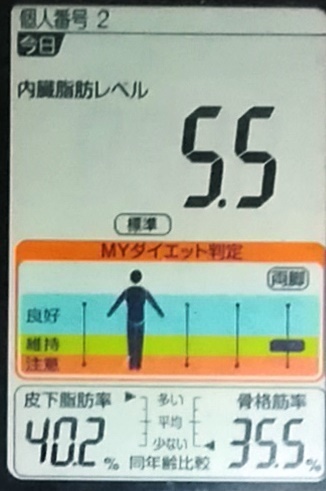 個人番号 2
今日
内臓脂肪レベル
5.5
標準
MYダイエット判定
両脚
良好
維持
注意
皮下脂肪率 ▶ 多い 骨格筋率
平均
40.2% 少ない ◀ 35.5%
同年齢比較